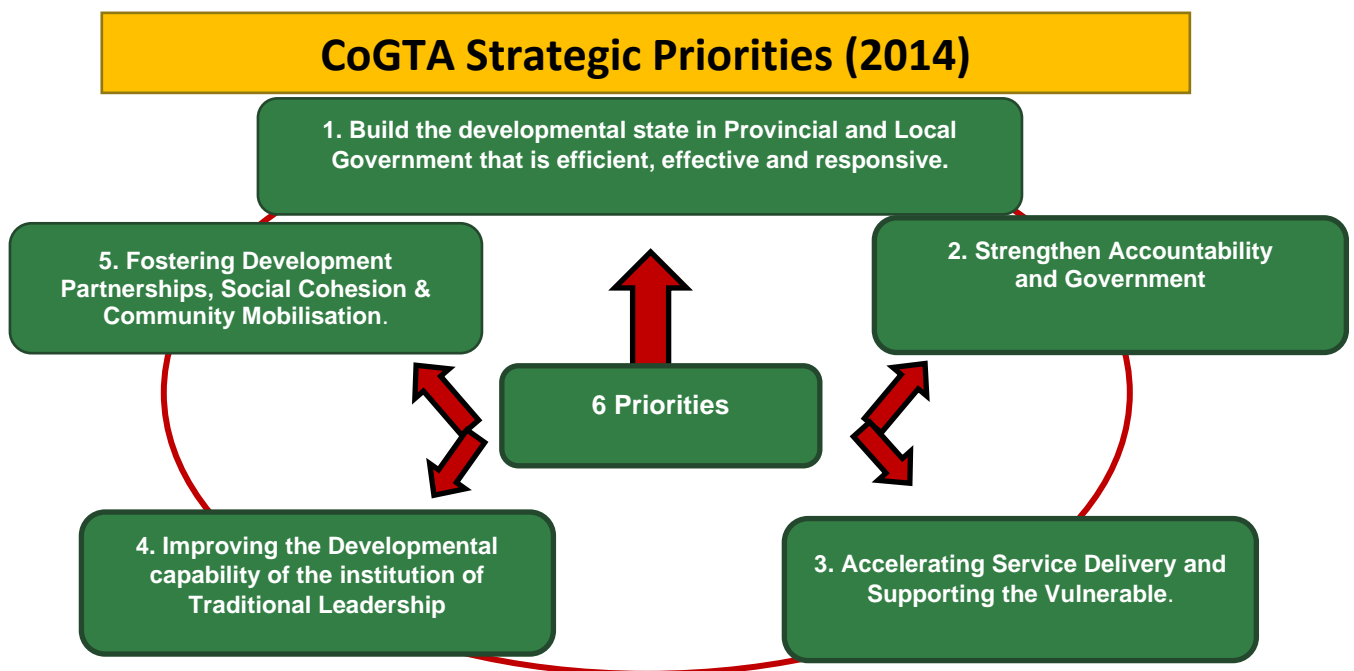 CoGTA Strategic Priorities (2014)
1. Build the developmental state in Provincial and Local
Government that is efficient, effective and responsive.
2. Strengthen Accountability
and Government
3. Accelerating Service Delivery and
Supporting the Vulnerable.
4. Improving the Developmental
capability of the institution of
Traditional Leadership
5. Fostering Development
Partnerships, Social Cohesion &
Community Mobilisation.
6 Priorities